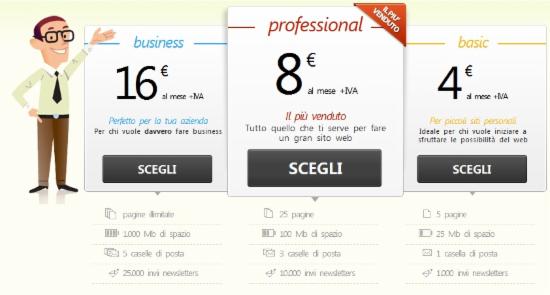 business
16 €
al mese +IVA
Perfetto per la tua azienda
Per chi vuole davvero fare business
SCEGLI
pagine illimitate
1.000 Mb di spazio
5 caselle di posta
25.000 invii newsletters
IL PIU' VENDUTO
professional
8 €
al mese +IVA
Il più venduto
Tutto quello che ti serve per fare
un gran sito web
SCEGLI
25 pagine
100 Mb di spazio
3 caselle di posta
10.000 invii newsletters
basic
4 €
al mese +IVA
Per piccoli siti personali
Ideale per chi vuole iniziare a
sfruttare le possibilità del web
SCEGLI
5 pagine
25 Mb di spazio
1 casella di posta
1.000 invii newsletters